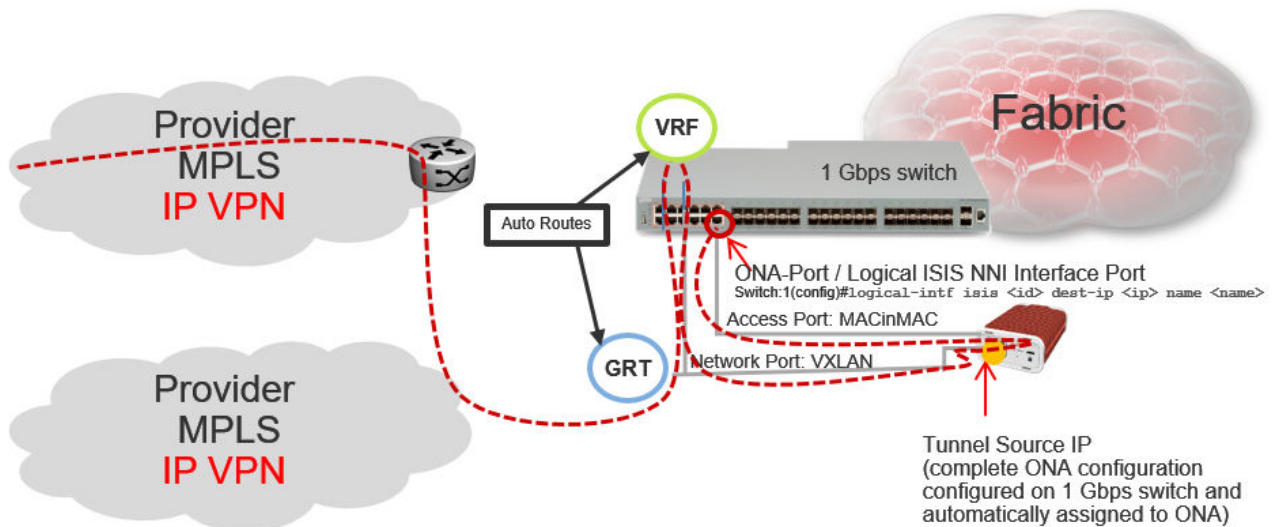 Provider
MPLS
IP VPN
VRF
Fabric
1 Gbps switch
Auto Routes
ONA-Port / Logical ISIS NNI Interface Port
Switch:1(config)#logical-intf isis <id> dest-ip <ip> name <name>
Access Port: MACinMAC
GRT
Network Port: VXLAN
Provider
MPLS
IP VPN
Tunnel Source IP
(complete ONA configuration
configured on 1 Gbps switch and
automatically assigned to ONA)